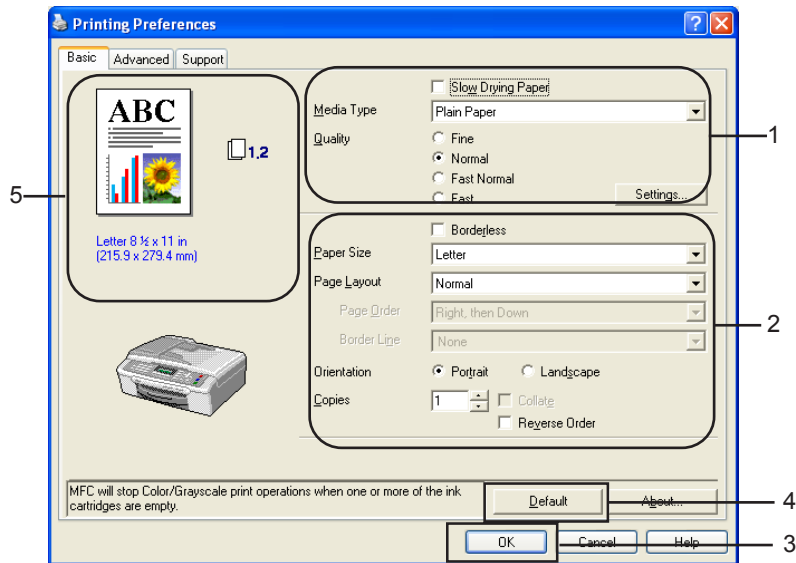 Printing Preferences
Basic Advanced Support
ABC
1.2
Letter 8 ½ x 11 in
(215.9 x 279.4 mm)
Slow Drying Paper
Media Type Plain Paper
Quality Fine
Normal
Fast Normal
Fast
Settings...
1
Borderless
Paper Size Letter
Page Layout Normal
Page Order Right, then Down
Border Line None
Orientation Portrait Landscape
Copies 1 Collate
Reverse Order
2
5
MFC will stop Color/Grayscale print operations when one or more of the ink
cartridges are empty.
Default About...
4
OK Cancel Help
3